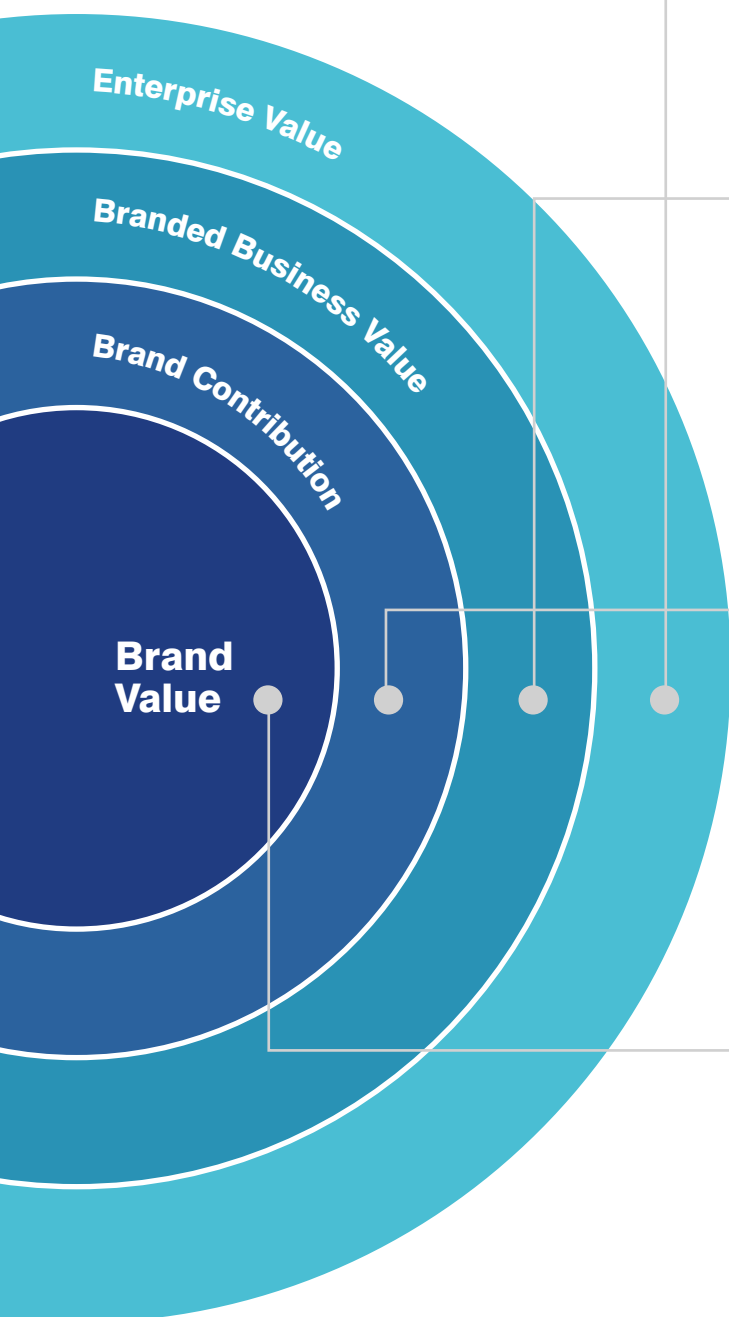 Enterprise Value
Branded Business Value
Brand Contribution
Brand
Value